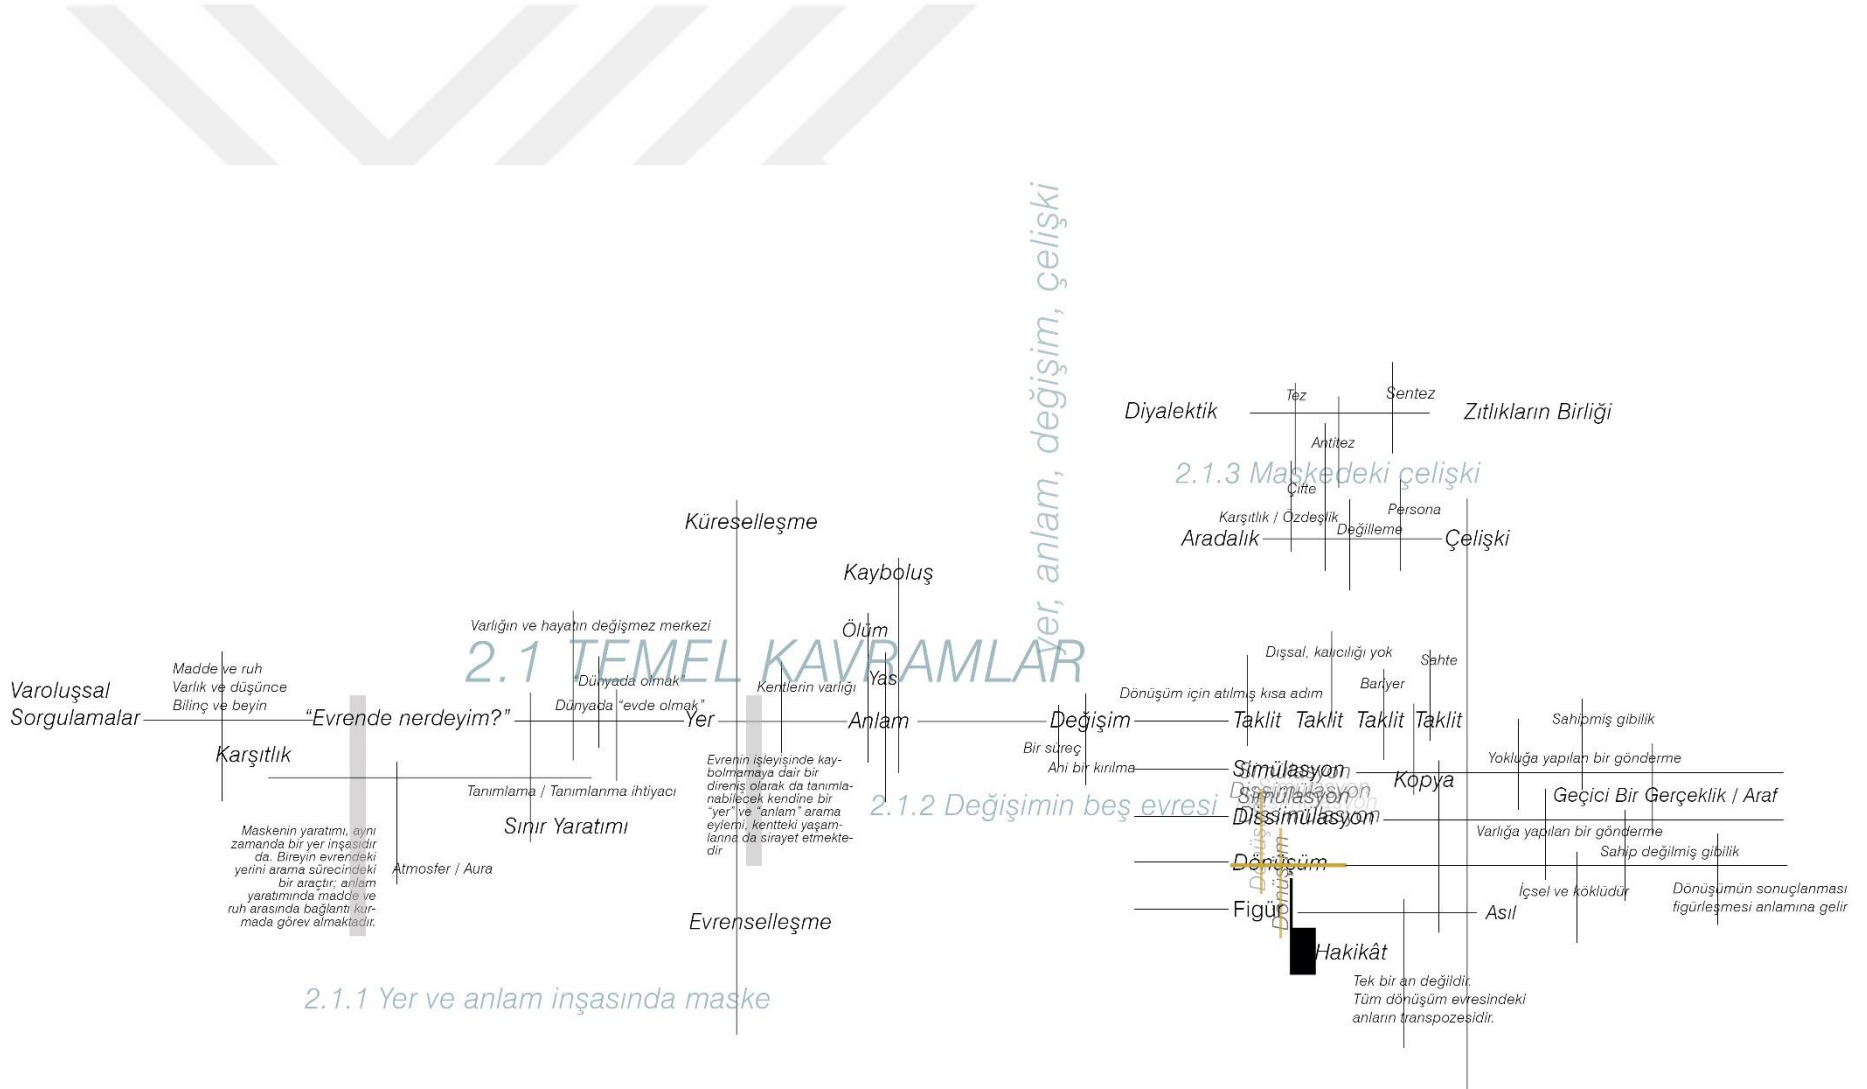 yer, anlam, değişim, çelişki
Diyalektik
Tez
Sentez
Zıtlıkların Birliği
Antitez
2.1.3 Maskedeki çelişki
Çifte
Karşıtlık / Özdeşlik
Persona
Değilleme
Aradalık
Çelişki
Küreselleşme
Kayboluş
Varlığın ve hayatın değişmez merkezi
Ölüm
2.1 TEMEL KAVRAMLAR
Madde ve ruh
Varlık ve düşünce
Bilinç ve beyin
"Dünyada olmak"
Dünyada "evde olmak"
Kentlerin varlığı
Yas
Dışsal, kalıcılığı yok
Sahte
Bariyer
Dönüşüm için atılmış kısa adım
Varoluşsal
Sorgulamalar
“Evrende nerdeyim?”
Yer
Anlam
Değişim
Taklit Taklit Taklit Taklit
Sahipmiş gibilik
Karşıtlık
Bir süreç
Ani bir kırılma
Yokluğa yapılan bir gönderme
Simülasyon
Simülasyon
Kopya
Dissimülasyon
Simülasyon
Geçici Bir Gerçeklik / Araf
Tanımlama / Tanımlanma ihtiyacı
Sınır Yaratımı
Evrenin işleyişinde kay-
bolmamaya dair bir
direniş olarak da tanımla-
nabilecek kendine bir
“yer” ve “anlam” arama
eylemi, kentteki yaşam-
larına da sirayet etmekte-
dir
2.1.2 Değişimin beş evresi
Dissimülasyon
Varlığa yapılan bir gönderme
Sahip değilmiş gibilik
Maskenin yaratımı, aynı
zamanda bir yer inşasıdır
da. Bireyin evrendeki
yerini arama sürecindeki
bir araçtır; anlam
yaratımında madde ve
ruh arasında bağlantı kur-
mada görev almaktadır.
Atmosfer / Aura
Dönüşüm
Dönüşüm
Dönüşüm
İçsel ve köklüdür
Dönüşümün sonuçlanması
figürleşmesi anlamına gelir
Figür
Asıl
Evrenselleşme
Hakikât
Tek bir an değildir.
Tüm dönüşüm evresindeki
anların transpozesidir.
2.1.1 Yer ve anlam inşasında maske